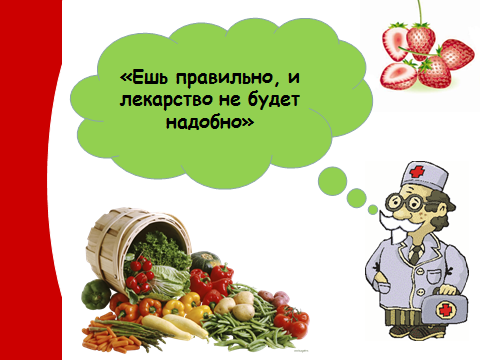 «Ешь правильно, и
лекарство не будет
надобно»